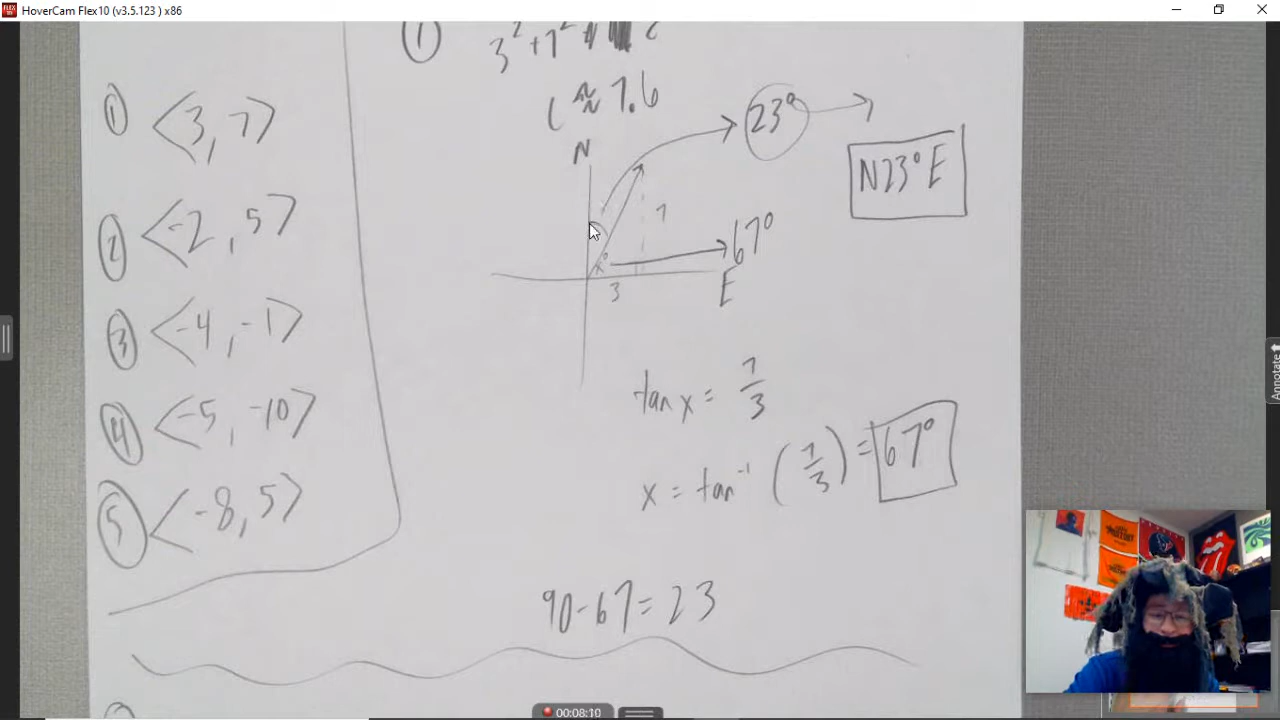 HoverCam Flex10 (v3.5.123) x86
① <3, 7>
② <-2, 5>
③ <-4, -1>
④ <-5, -10>
⑤ <-8, 5>
①
3² + 7²
c ≈ 7.6
N
23°
N23°E
7
67°
x°
3
E
tan x = 7/3
x = tan⁻¹ (7/3) = 67°
90-67=23
Annotate
00:08:10